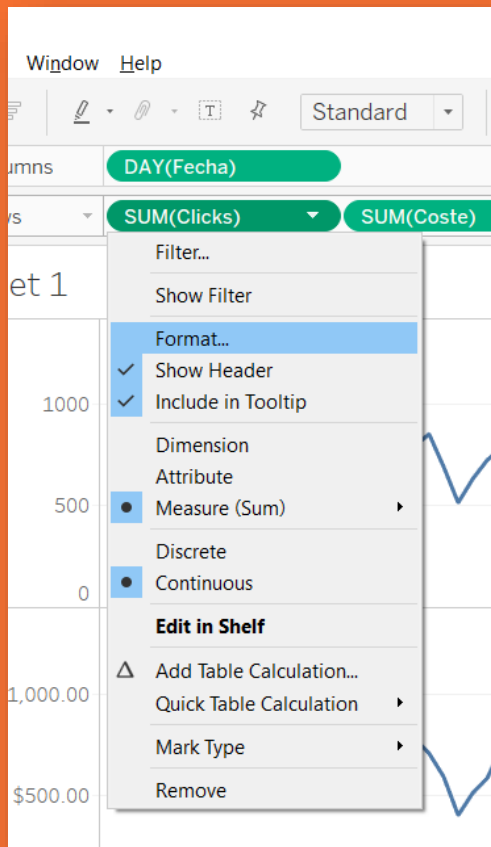 Window Help
Standard
umns DAY(Fecha)
vs SUM(Clicks) SUM(Coste)
et 1
Filter...
Show Filter
Format...
Show Header
Include in Tooltip
1000
Dimension
Attribute
500 Measure (Sum)
Discrete
0 Continuous
Edit in Shelf
Add Table Calculation...
1,000.00 Quick Table Calculation
Mark Type
$500.00 Remove